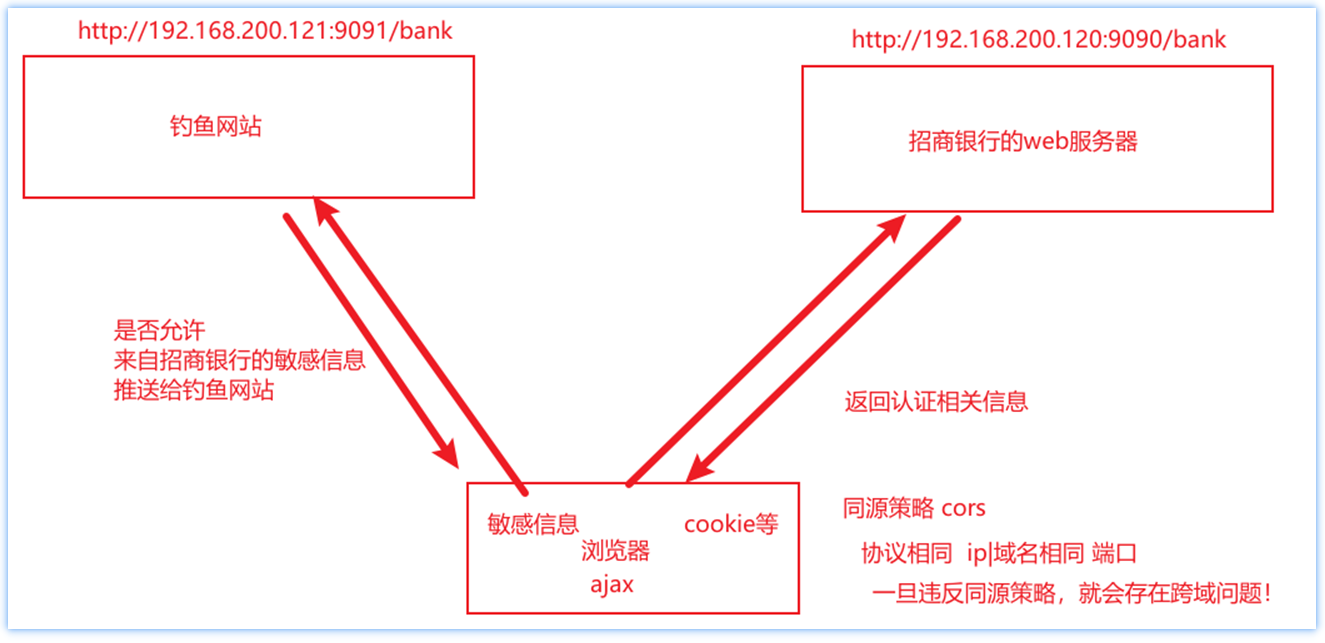 http://192.168.200.121:9091/bank
http://192.168.200.120:9090/bank
钓鱼网站
招商银行的web服务器
是否允许
来自招商银行的敏感信息
推送给钓鱼网站
返回认证相关信息
敏感信息
cookie等
浏览器
ajax
同源策略 cors
协议相同 ip|域名相同 端口
一旦违反同源策略，就会存在跨域问题！